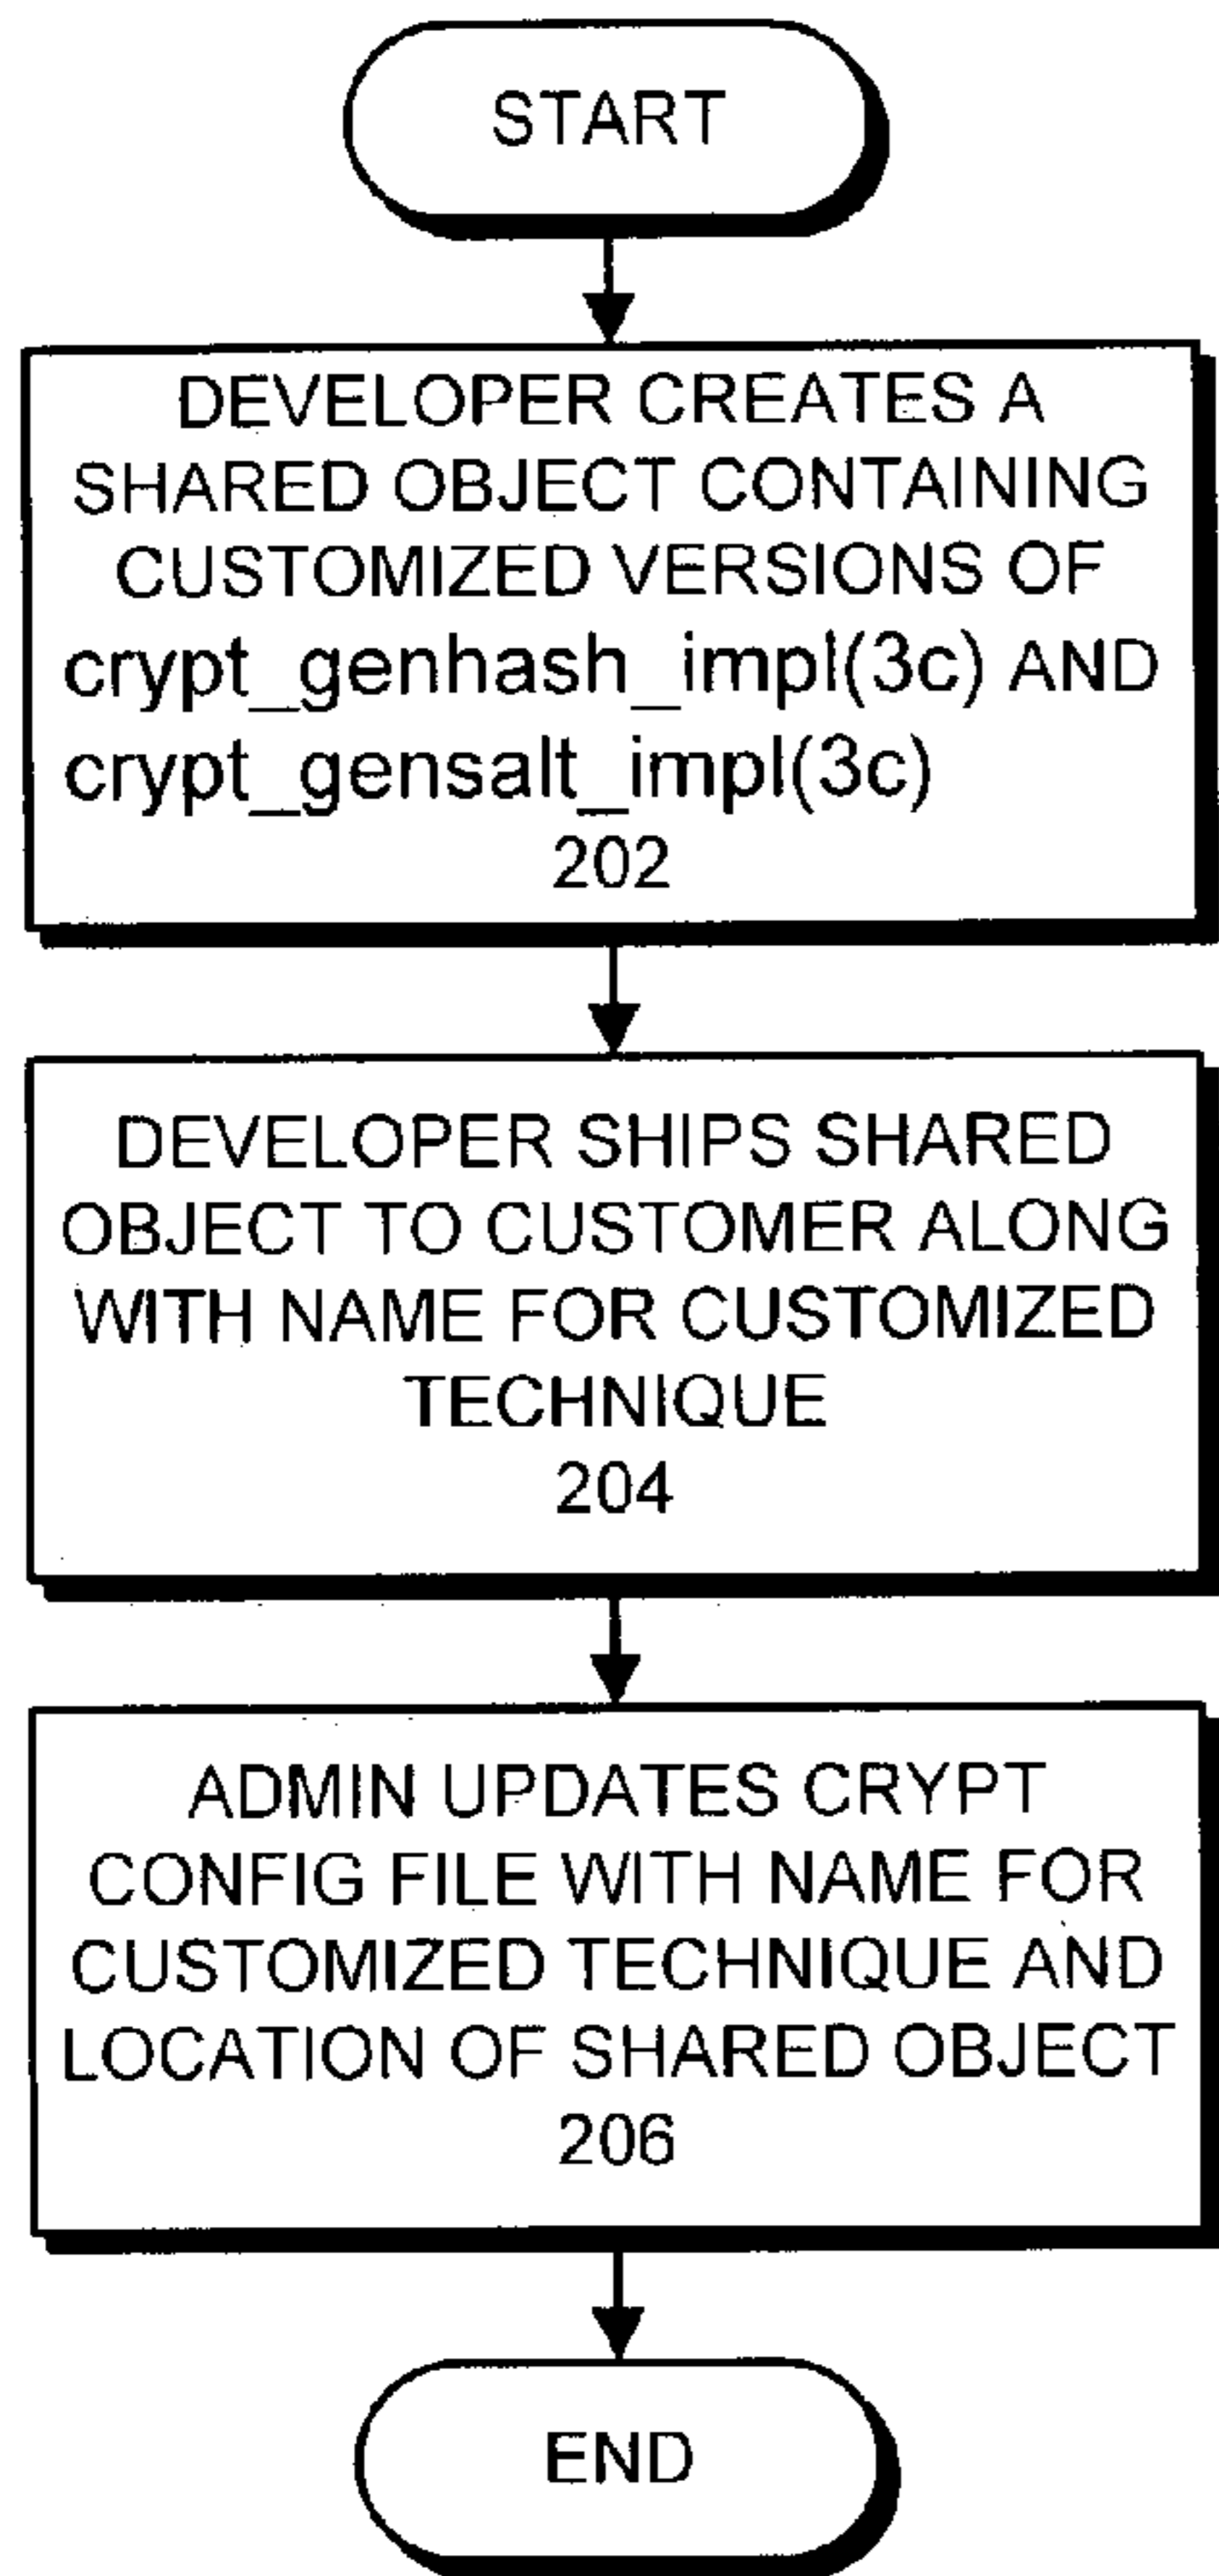 START
DEVELOPER CREATES A
SHARED OBJECT CONTAINING
CUSTOMIZED VERSIONS OF
crypt_genhash_impl(3c) AND
crypt_gensalt_impl(3c)
202
DEVELOPER SHIPS SHARED
OBJECT TO CUSTOMER ALONG
WITH NAME FOR CUSTOMIZED
TECHNIQUE
204
ADMIN UPDATES CRYPT
CONFIG FILE WITH NAME FOR
CUSTOMIZED TECHNIQUE AND
LOCATION OF SHARED OBJECT
206
END